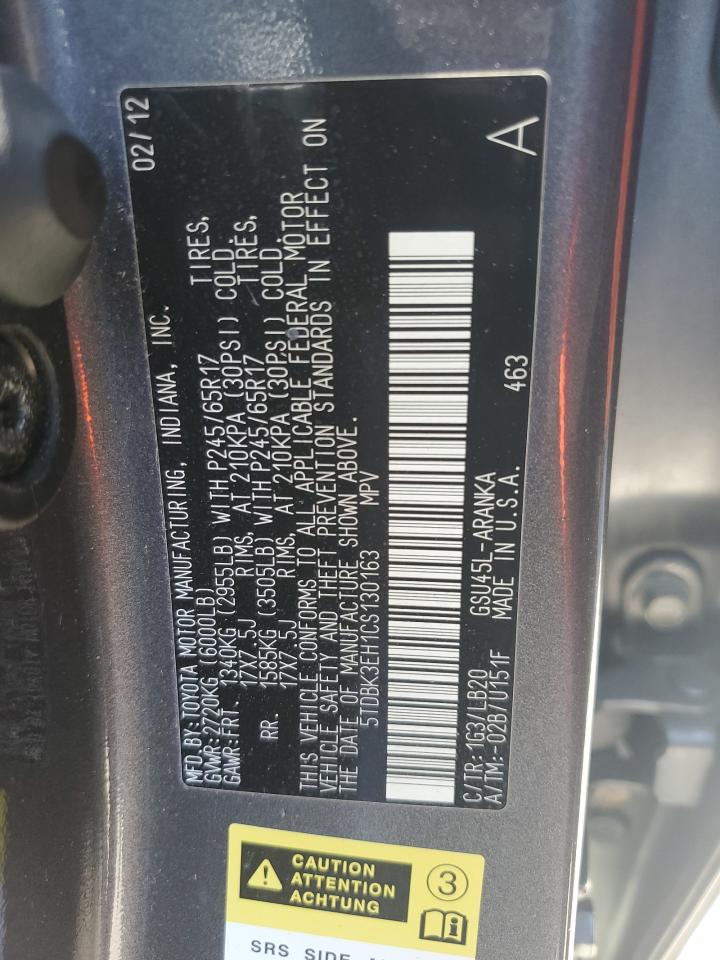 MFD.BY:TOYOTA MOTOR MANUFACTURING, INDIANA, INC. 02/12
GVWR:2720KG (6000LB)
GAWR:FRT. 1340KG (2955LB) WITH P245/65R17 TIRES,
17X7.5J RIMS. AT 210KPA (30PSI) COLD.
RR. 1585KG (3505LB) WITH P245/65R17 TIRES,
17X7.5J RIMS. AT 210KPA (30PSI) COLD.
THIS VEHICLE CONFORMS TO ALL APPLICABLE FEDERAL MOTOR
VEHICLE SAFETY AND THEFT PREVENTION STANDARDS IN EFFECT ON
THE DATE OF MANUFACTURE SHOWN ABOVE.
5TDBK3EH1CS130163 MPV
C/TR:1G3/LB20 GSU45L-ARANKA
A/TM:-02B/U151F MADE IN U.S.A.
463
A
CAUTION
ATTENTION
ACHTUNG
3
SRS SIDE